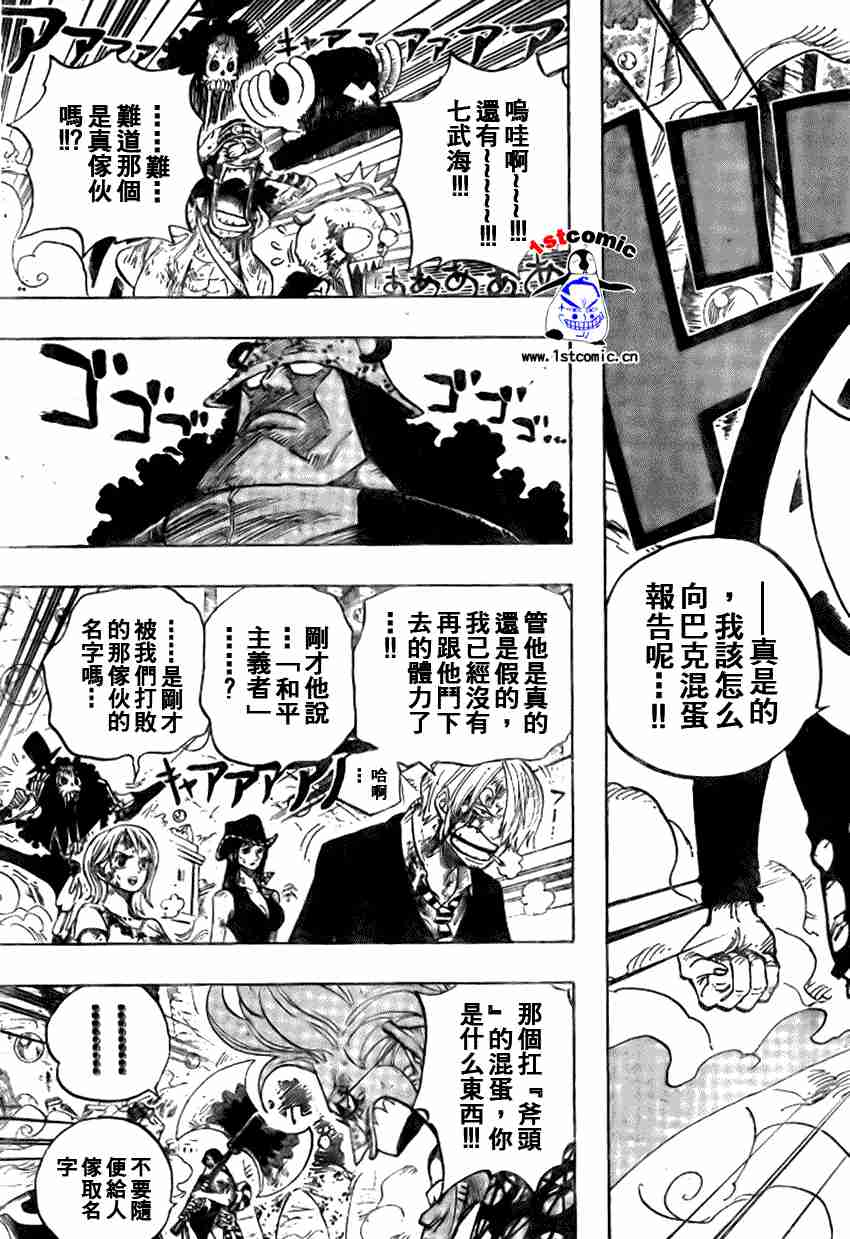 アアアァアァ
キャアアアァアア
嗚哇啊~~~!!!
還有~~~~~~!!!
七武海!!!
……難…
難道那個
是真傢伙
嗎!!?
ああああああ
1stcomic
www.1stcomic.cn
ゴゴゴゴ
ゴゴゴゴ…
——真是的
，我該怎么
向巴克混蛋
報告呢…!!
管他是真的
還是假的，
我已經沒有
再跟他鬥下
去的體力了
…!!
剛才他說
…「和平
主義者」
……?
……是剛才
被我們打敗
的那傢伙的
名字嗎…
哈啊
…
キャアアアアァ
那個扛『斧頭
』的混蛋，你
是什么東西!!!
………
………
不要隨
便給人
傢取名
字